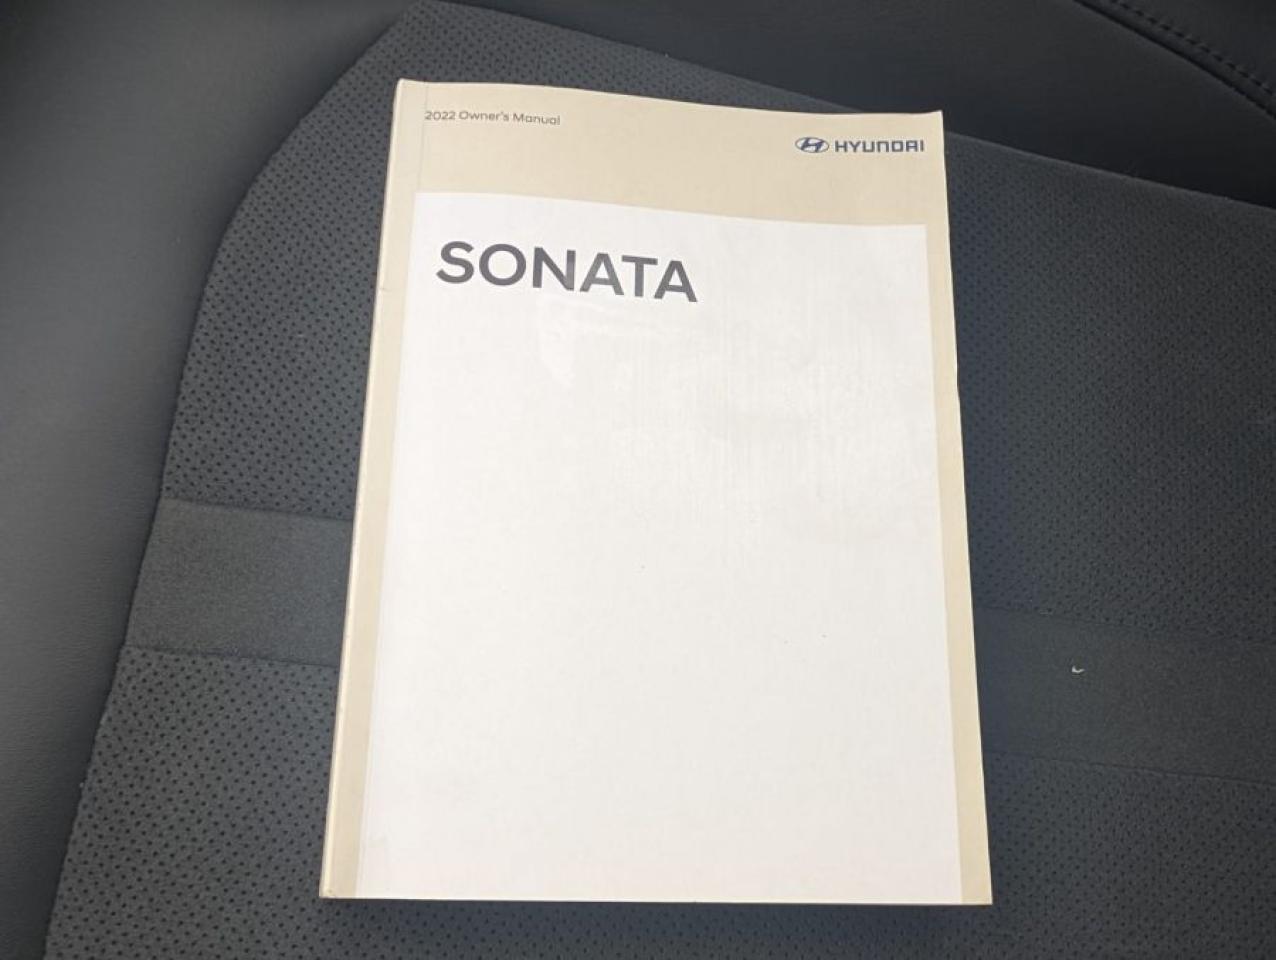 2022 Owner's Manual
HYUNDAI
SONATA